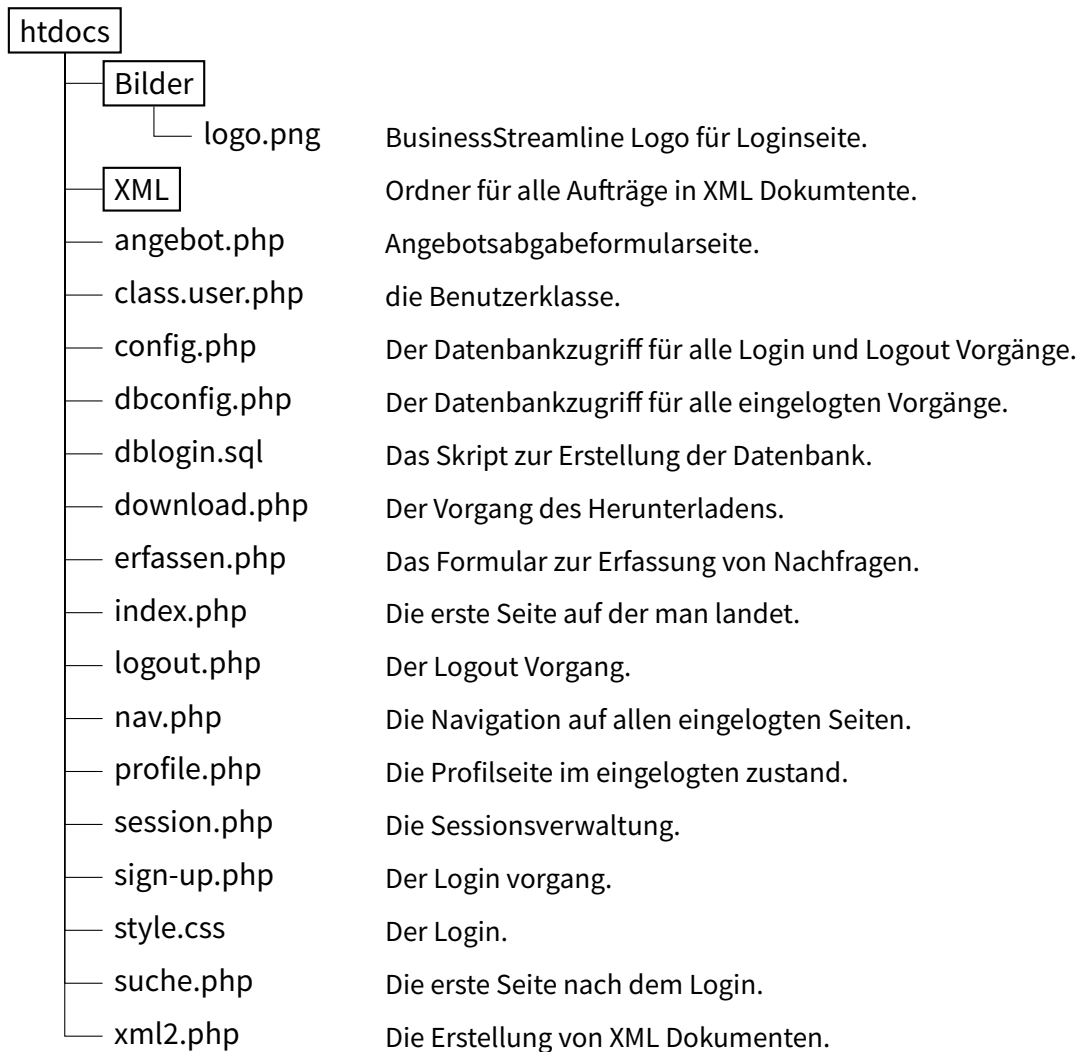 htdocs
Bilder
logo.png BusinessStreamline Logo für Loginseite.
XML Ordner für alle Aufträge in XML Dokumtente.
angebot.php Angebotsabgabeformularseite.
class.user.php die Benutzerklasse.
config.php Der Datenbankzugriff für alle Login und Logout Vorgänge.
dbconfig.php Der Datenbankzugriff für alle eingelogten Vorgänge.
dblogin.sql Das Skript zur Erstellung der Datenbank.
download.php Der Vorgang des Herunterladens.
erfassen.php Das Formular zur Erfassung von Nachfragen.
index.php Die erste Seite auf der man landet.
logout.php Der Logout Vorgang.
nav.php Die Navigation auf allen eingelogten Seiten.
profile.php Die Profilseite im eingelogten zustand.
session.php Die Sessionsverwaltung.
sign-up.php Der Login vorgang.
style.css Der Login.
suche.php Die erste Seite nach dem Login.
xml2.php Die Erstellung von XML Dokumenten.